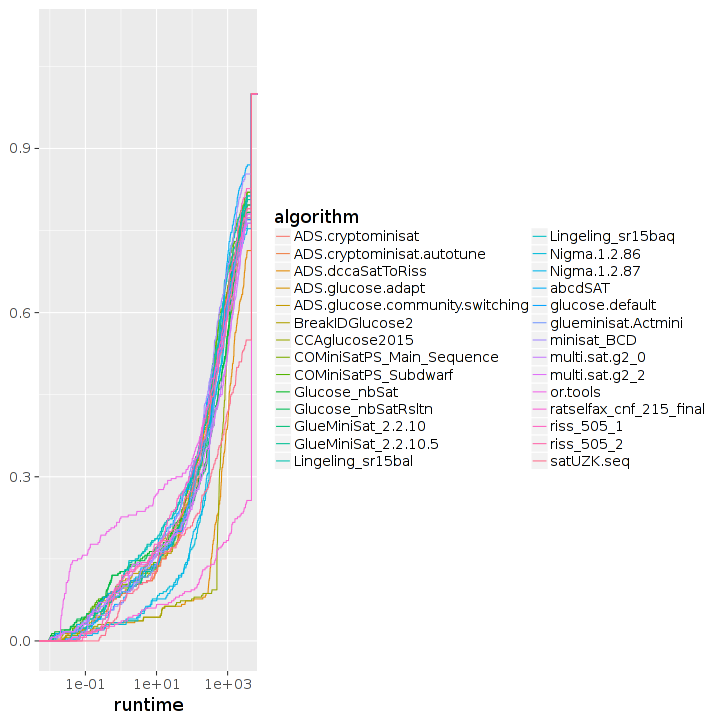 0.9
0.6
0.3
0.0
1e-01 1e+01 1e+03
runtime
algorithm
ADS.cryptominisat
ADS.cryptominisat.autotune
ADS.dccaSatToRiss
ADS.glucose.adapt
ADS.glucose.community.switching
BreakIDGlucose2
CCAglucose2015
COMiniSatPS_Main_Sequence
COMiniSatPS_Subdwarf
Glucose_nbSat
Glucose_nbSatRsltn
GlueMiniSat_2.2.10
GlueMiniSat_2.2.10.5
Lingeling_sr15bal
Lingeling_sr15baq
Nigma.1.2.86
Nigma.1.2.87
abcdSAT
glucose.default
glueminisat.Actmini
minisat_BCD
multi.sat.g2_0
multi.sat.g2_2
or.tools
ratselfax_cnf_215_final
riss_505_1
riss_505_2
satUZK.seq